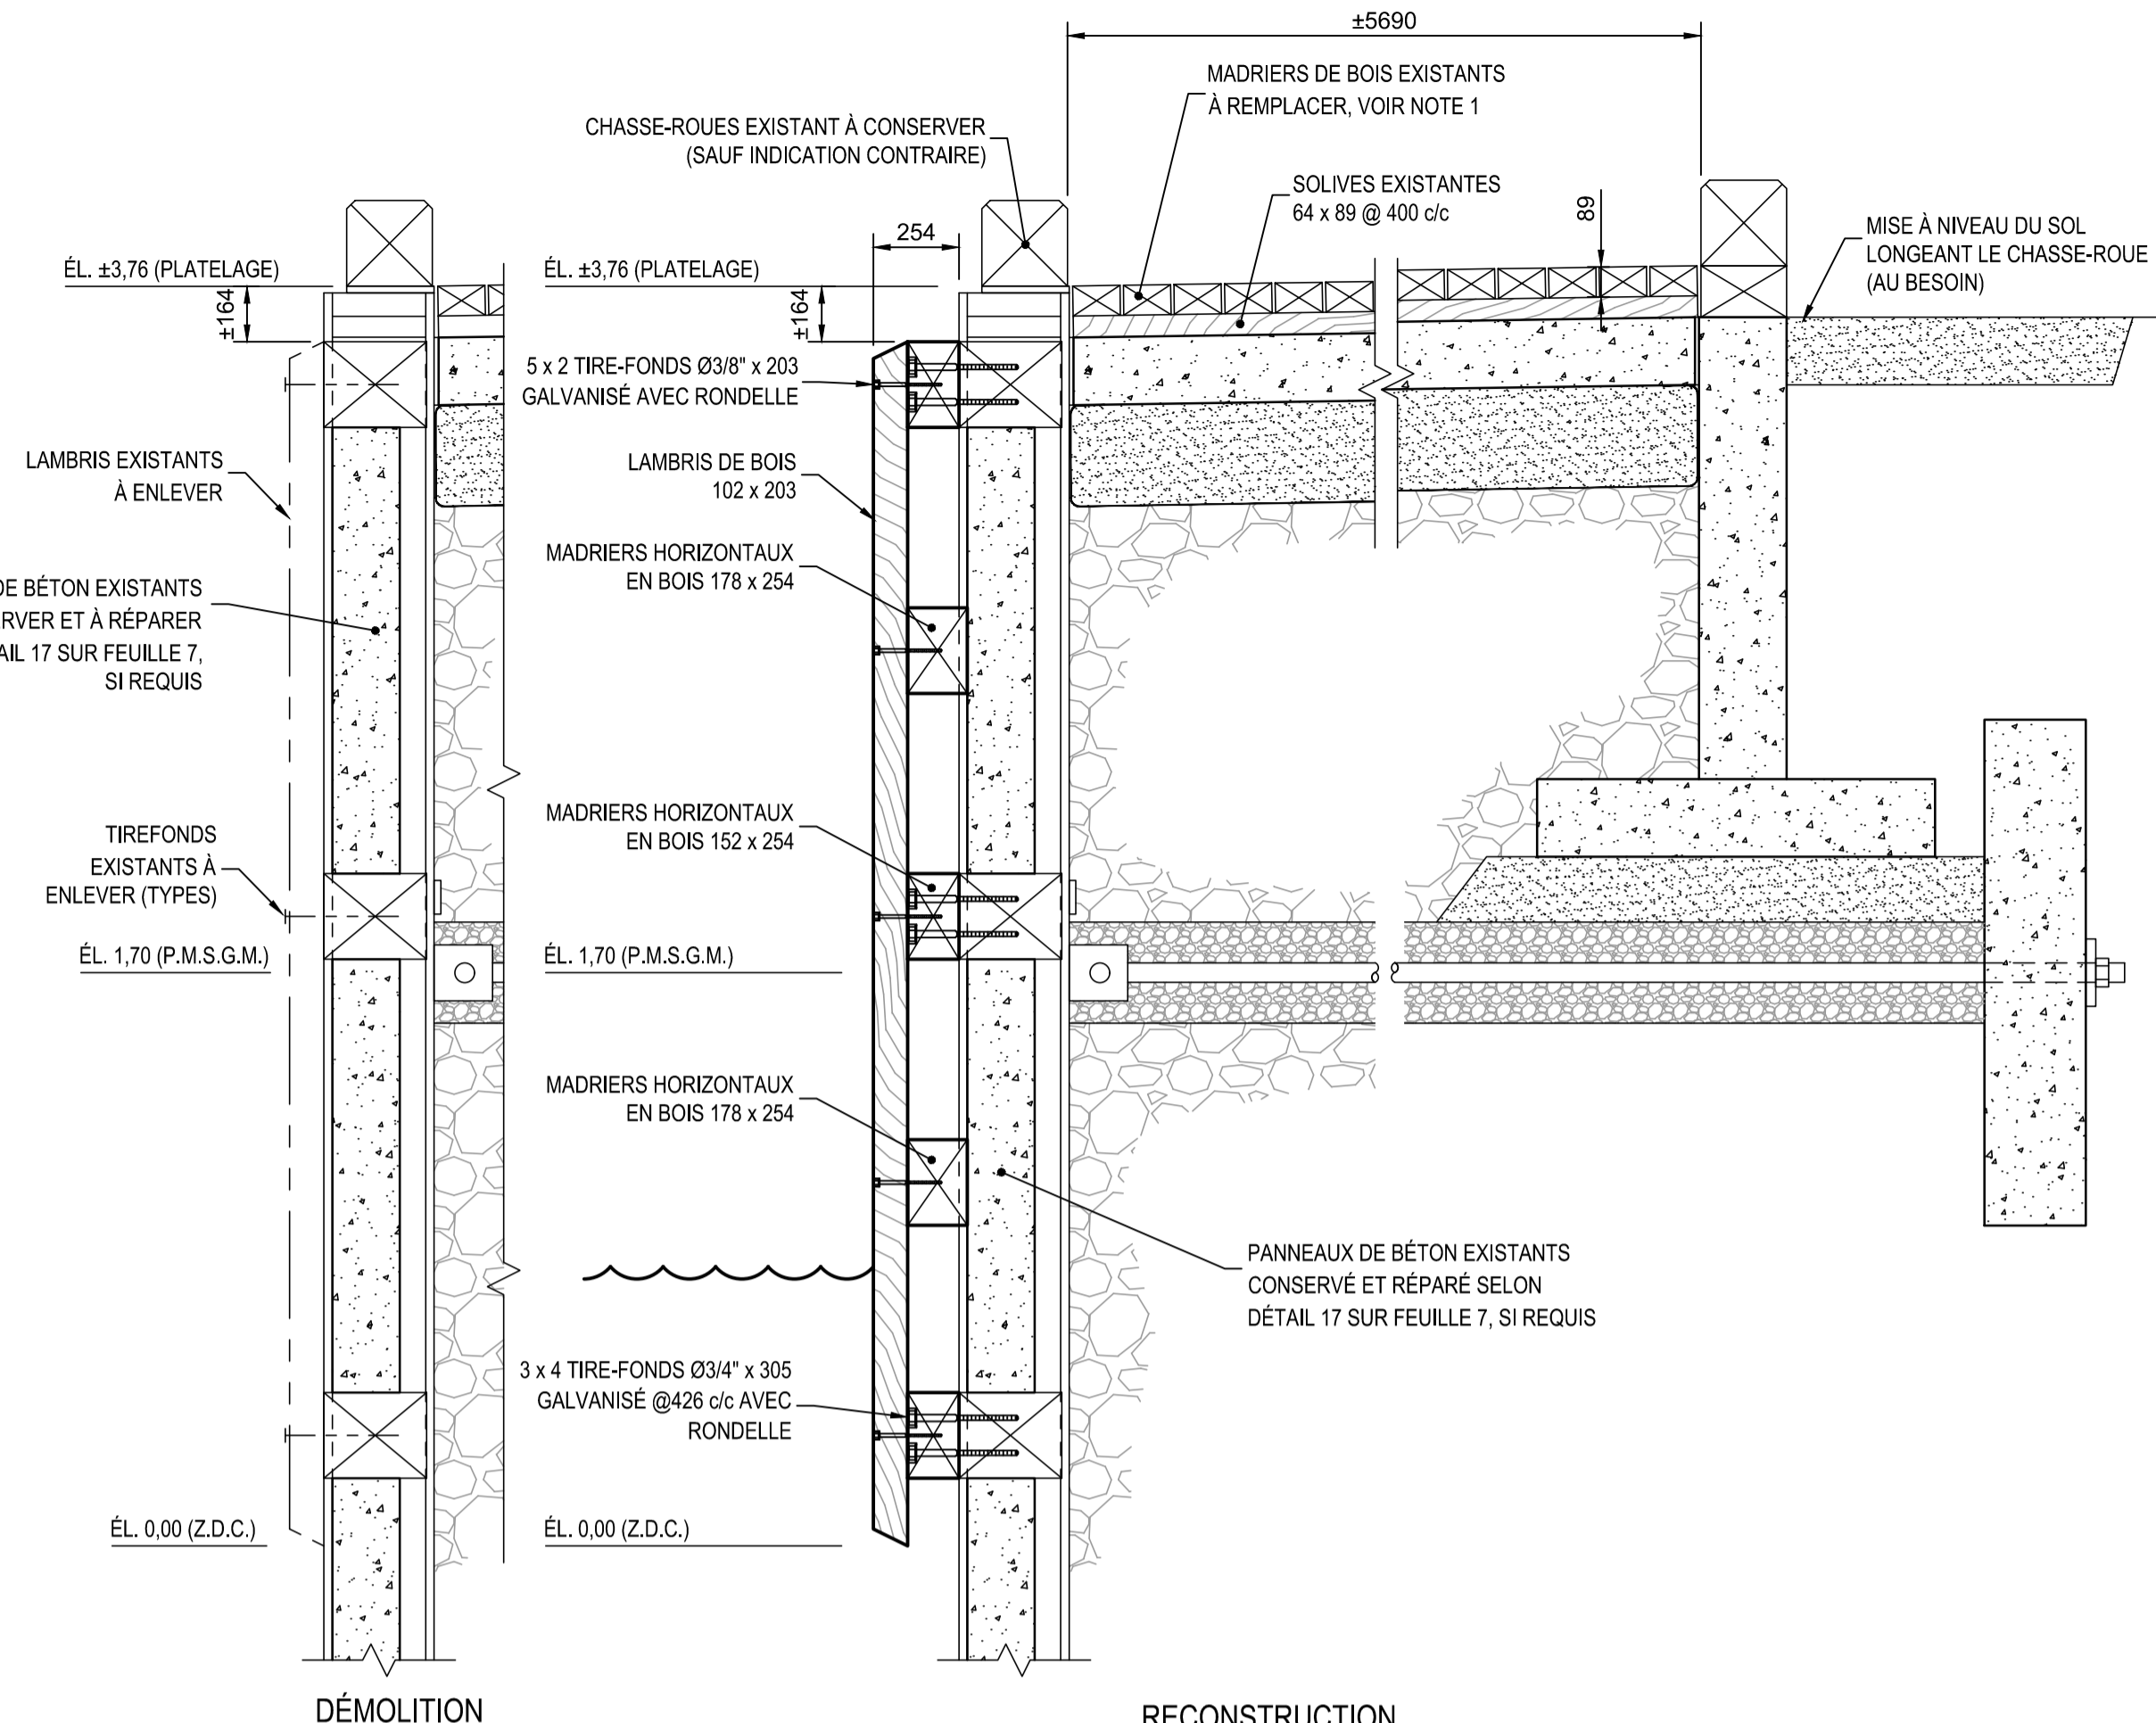 ±5690
MADRIERS DE BOIS EXISTANTS
À REMPLACER, VOIR NOTE 1
CHASSE-ROUES EXISTANT À CONSERVER
(SAUF INDICATION CONTRAIRE)
SOLIVES EXISTANTES
64 x 89 @ 400 c/c
89
MISE À NIVEAU DU SOL
LONGEANT LE CHASSE-ROUE
(AU BESOIN)
254
ÉL. ±3,76 (PLATELAGE)
±164
ÉL. ±3,76 (PLATELAGE)
±164
5 x 2 TIRE-FONDS Ø3/8" x 203
GALVANISÉ AVEC RONDELLE
LAMBRIS EXISTANTS
À ENLEVER
LAMBRIS DE BOIS
102 x 203
MADRIERS HORIZONTAUX
EN BOIS 178 x 254
DE BÉTON EXISTANTS
RVER ET À RÉPARER
AIL 17 SUR FEUILLE 7,
SI REQUIS
MADRIERS HORIZONTAUX
EN BOIS 152 x 254
TIREFONDS
EXISTANTS À
ENLEVER (TYPES)
ÉL. 1,70 (P.M.S.G.M.)
ÉL. 1,70 (P.M.S.G.M.)
MADRIERS HORIZONTAUX
EN BOIS 178 x 254
PANNEAUX DE BÉTON EXISTANTS
CONSERVÉ ET RÉPARÉ SELON
DÉTAIL 17 SUR FEUILLE 7, SI REQUIS
3 x 4 TIRE-FONDS Ø3/4" x 305
GALVANISÉ @426 c/c AVEC
RONDELLE
ÉL. 0,00 (Z.D.C.)
ÉL. 0,00 (Z.D.C.)
DÉMOLITION
RECONSTRUCTION